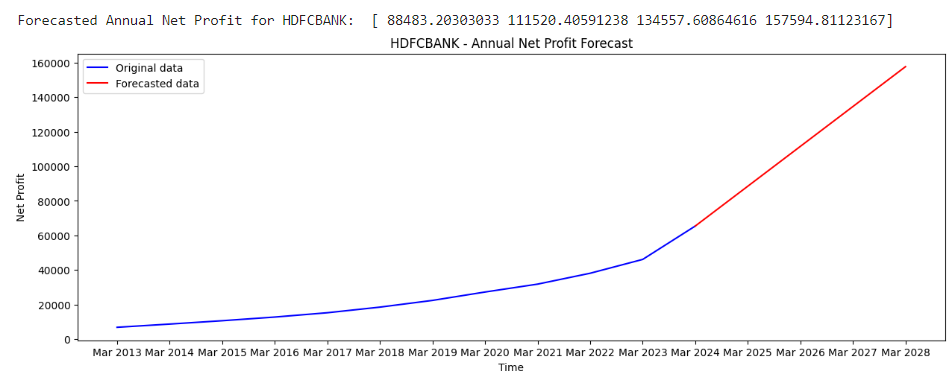 Forecasted Annual Net Profit for HDFCBANK:  [ 88483.20303033 111520.40591238 134557.60864616 157594.81123167]
HDFCBANK - Annual Net Profit Forecast
Original data
Forecasted data
160000
140000
120000
100000
80000
60000
40000
20000
0
Net Profit
Mar 2013 Mar 2014 Mar 2015 Mar 2016 Mar 2017 Mar 2018 Mar 2019 Mar 2020 Mar 2021 Mar 2022 Mar 2023 Mar 2024 Mar 2025 Mar 2026 Mar 2027 Mar 2028
Time